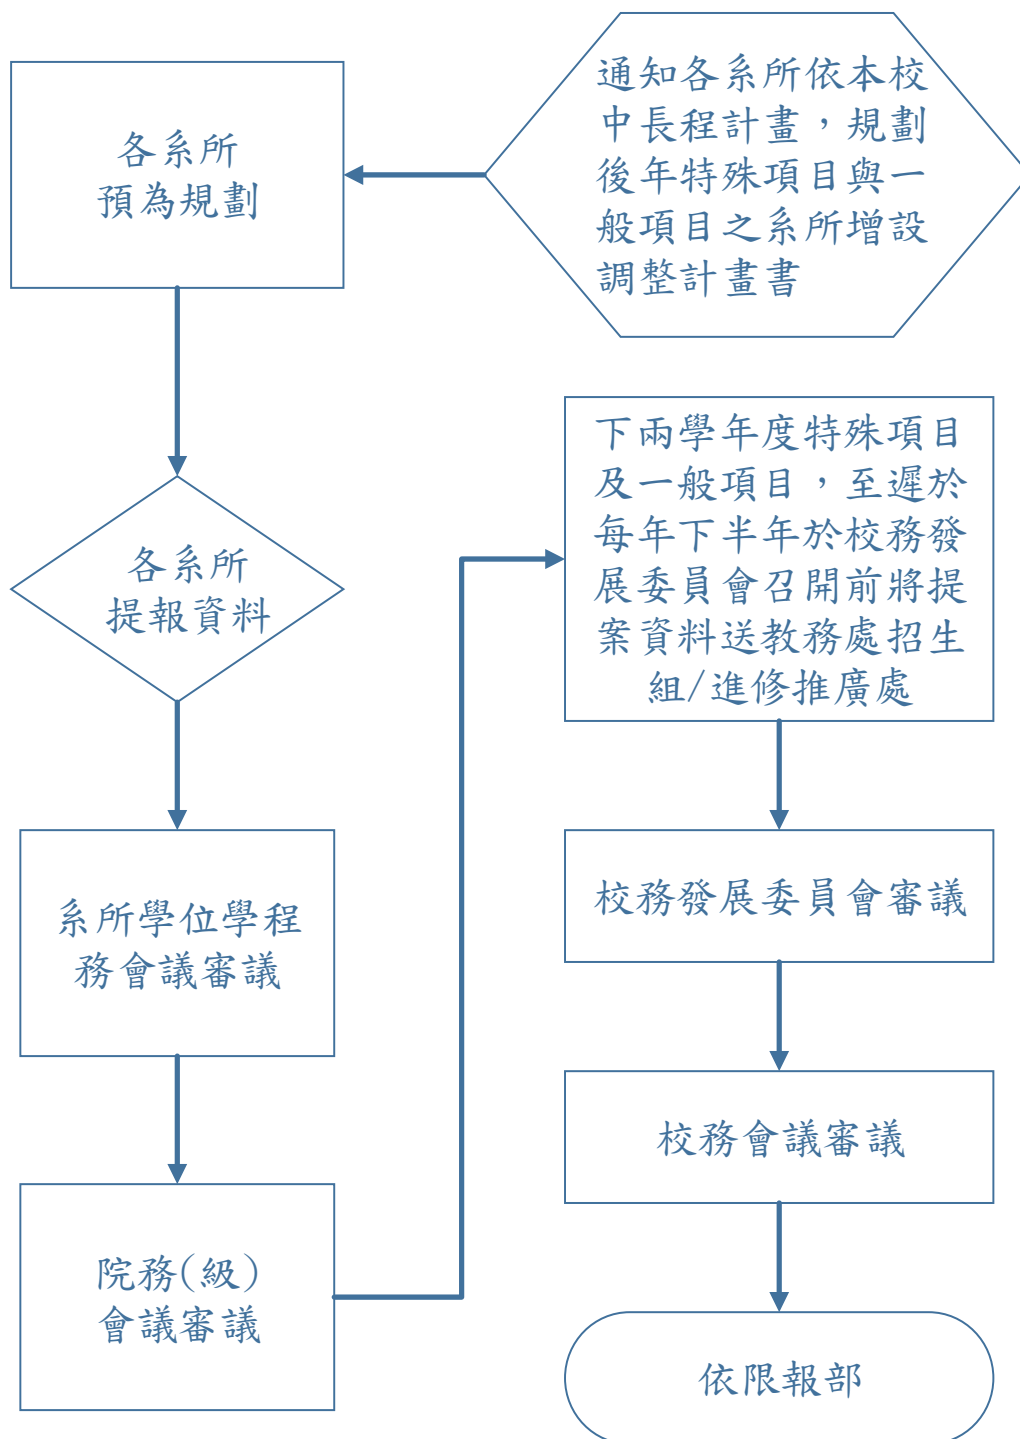 通知各系所依本校
中長程計畫，規劃
後年特殊項目與一
般項目之系所增設
調整計畫書
各系所
預為規劃
各系所
提報資料
系所學位學程
務會議審議
院務(級)
會議審議
下兩學年度特殊項目
及一般項目，至遲於
每年下半年於校務發
展委員會召開前將提
案資料送教務處招生
組/進修推廣處
校務發展委員會審議
校務會議審議
依限報部